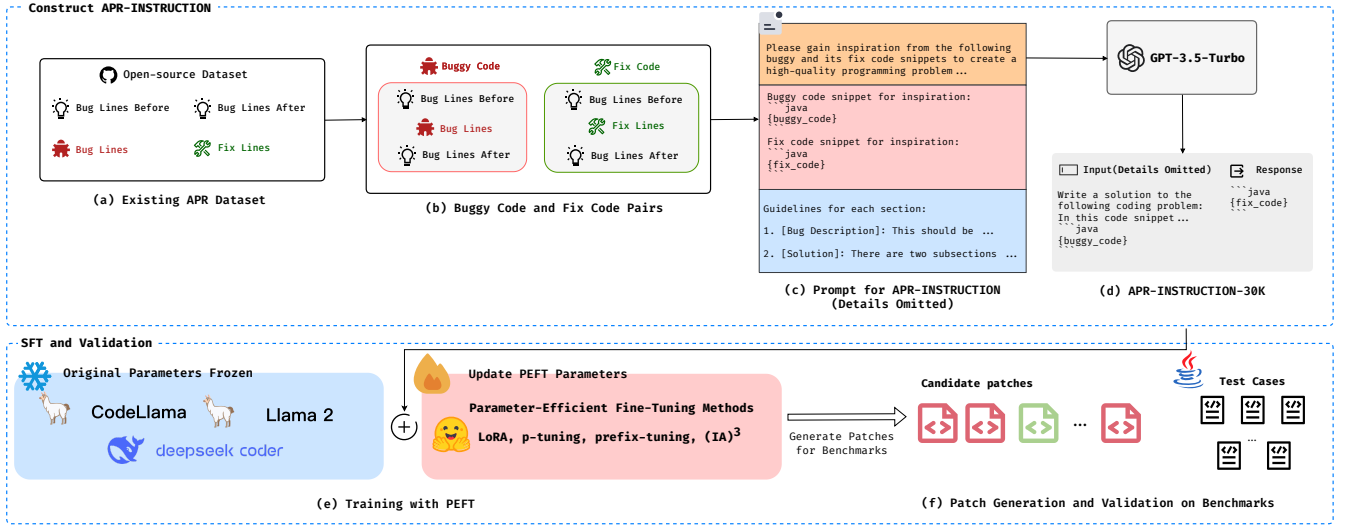 Construct APR-INSTRUCTION
Open-source Dataset
Bug Lines Before
Bug Lines After
Bug Lines
Fix Lines
(a) Existing APR Dataset
Buggy Code
Fix Code
Bug Lines Before
Bug Lines
Bug Lines After
Bug Lines Before
Fix Lines
Bug Lines After
(b) Buggy Code and Fix Code Pairs
Please gain inspiration from the following
buggy and its fix code snippets to create a
high-quality programming problem...
Buggy code snippet for inspiration:
```java
{buggy_code}
```
Fix code snippet for inspiration:
```java
{fix_code}
```
Guidelines for each section:
1. [Bug Description]: This should be ...
2. [Solution]: There are two subsections ...
(c) Prompt for APR-INSTRUCTION
(Details Omitted)
GPT-3.5-Turbo
Input(Details Omitted)
Write a solution to the
following coding problem:
In this code snippet...
```java
{buggy_code}
```
Response
```java
{fix_code}
```
(d) APR-INSTRUCTION-30K
SFT and Validation
Original Parameters Frozen
CodeLlama
Llama 2
deepseek coder
Update PEFT Parameters
Parameter-Efficient Fine-Tuning Methods
LoRA, p-tuning, prefix-tuning, (IA)³
(e) Training with PEFT
Generate Patches
for Benchmarks
Candidate patches
...
Test Cases
...
(f) Patch Generation and Validation on Benchmarks